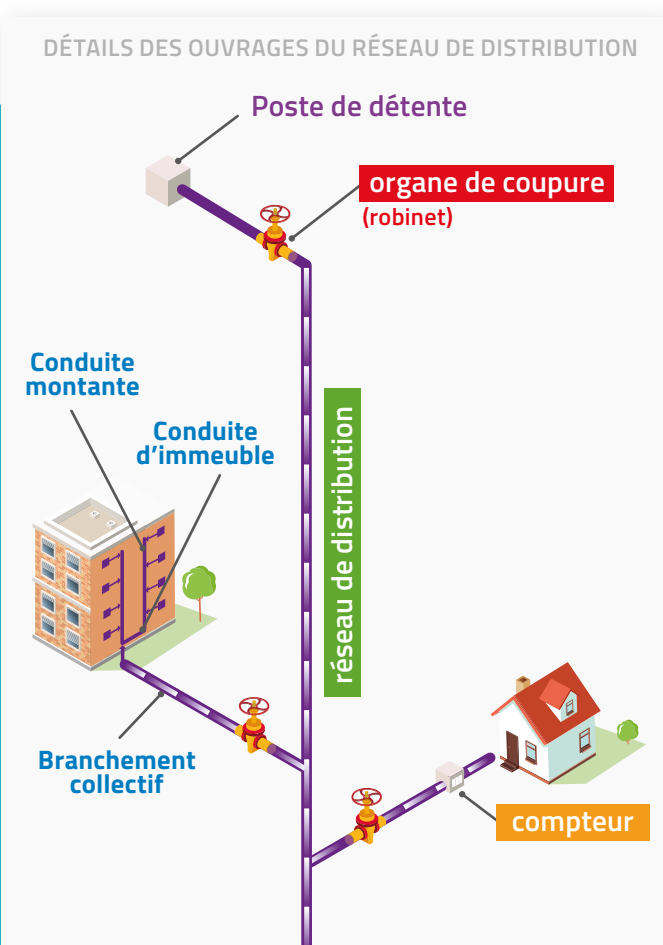 DÉTAILS DES OUVRAGES DU RÉSEAU DE DISTRIBUTION
Poste de détente
organe de coupure
(robinet)
Conduite
montante
Conduite
d'immeuble
réseau de distribution
Branchement
collectif
compteur